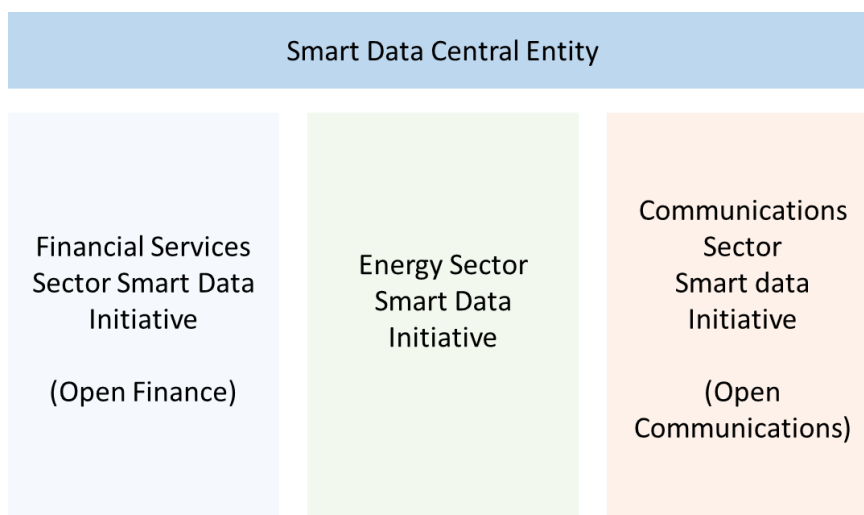 Smart Data Central Entity
Financial Services
Sector Smart Data
Initiative
(Open Finance)
Energy Sector
Smart Data
Initiative
Communications
Sector
Smart data
Initiative
(Open
Communications)